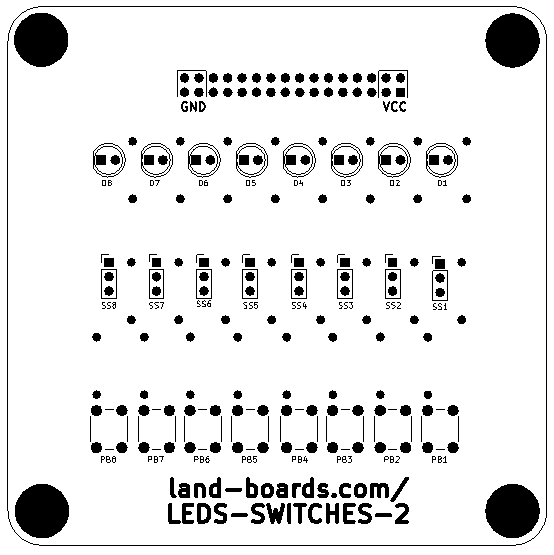 GND VCC
D8 D7 D6 D5 D4 D3 D2 D1
SS8 SS7 SS6 SS5 SS4 SS3 SS2 SS1
PB8 PB7 PB6 PB5 PB4 PB3 PB2 PB1
land-boards.com/
LEDS-SWITCHES-2